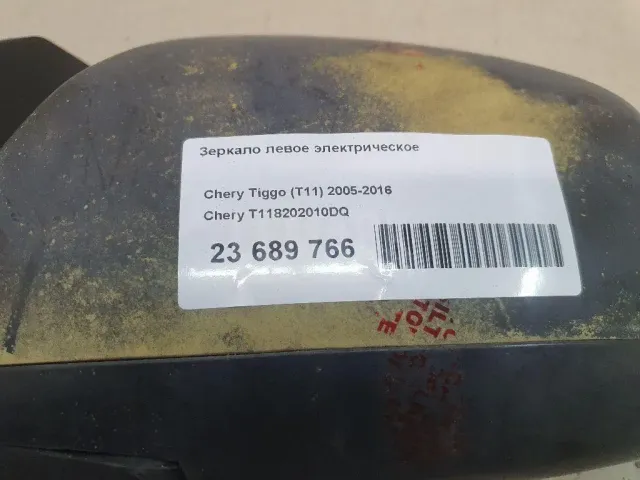 Зеркало левое электрическое
Chery Tiggo (T11) 2005-2016
Chery T118202010DQ
23 689 766